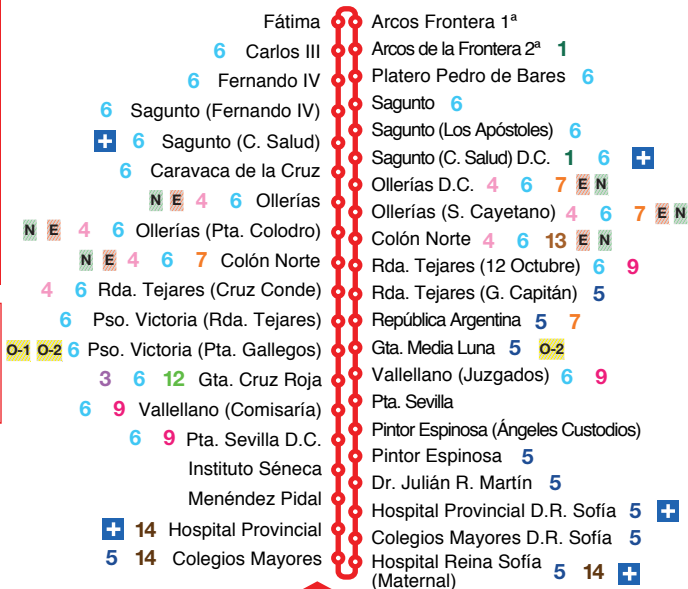 Fátima
6 Carlos III
6 Fernando IV
6 Sagunto (Fernando IV)
+ 6 Sagunto (C. Salud)
6 Caravaca de la Cruz
N E 4 6 Ollerías
N E 4 6 Ollerías (Pta. Colodro)
N E 4 6 7 Colón Norte
4 6 Rda. Tejares (Cruz Conde)
6 Pso. Victoria (Rda. Tejares)
O-1 O-2 6 Pso. Victoria (Pta. Gallegos)
3 6 12 Gta. Cruz Roja
6 9 Vallellano (Comisaría)
6 9 Pta. Sevilla D.C.
Instituto Séneca
Menéndez Pidal
+ 14 Hospital Provincial
5 14 Colegios Mayores
Arcos Frontera 1ª
Arcos de la Frontera 2ª 1
Platero Pedro de Bares 6
Sagunto 6
Sagunto (Los Apóstoles) 6
Sagunto (C. Salud) D.C. 1 6 +
Ollerías D.C. 4 6 7 E N
Ollerías (S. Cayetano) 4 6 7 E N
Colón Norte 4 6 13 E N
Rda. Tejares (12 Octubre) 6 9
Rda. Tejares (G. Capitán) 5
República Argentina 5 7
Gta. Media Luna 5 O-2
Vallellano (Juzgados) 6 9
Pta. Sevilla
Pintor Espinosa (Ángeles Custodios)
Pintor Espinosa 5
Dr. Julián R. Martín 5
Hospital Provincial D.R. Sofía 5 +
Colegios Mayores D.R. Sofía 5
Hospital Reina Sofía
(Maternal) 5 14 +